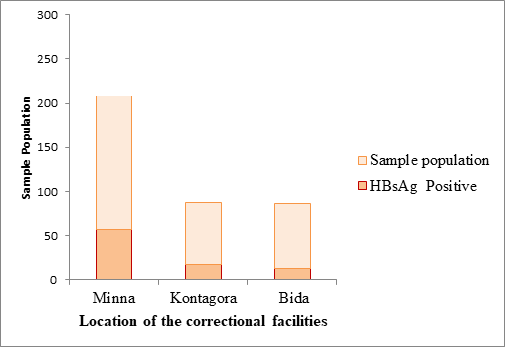 300
250
200
150
100
50
0
Sample Population
Minna Kontagora Bida
Location of the correctional facilities
Sample population
HBsAg Positive